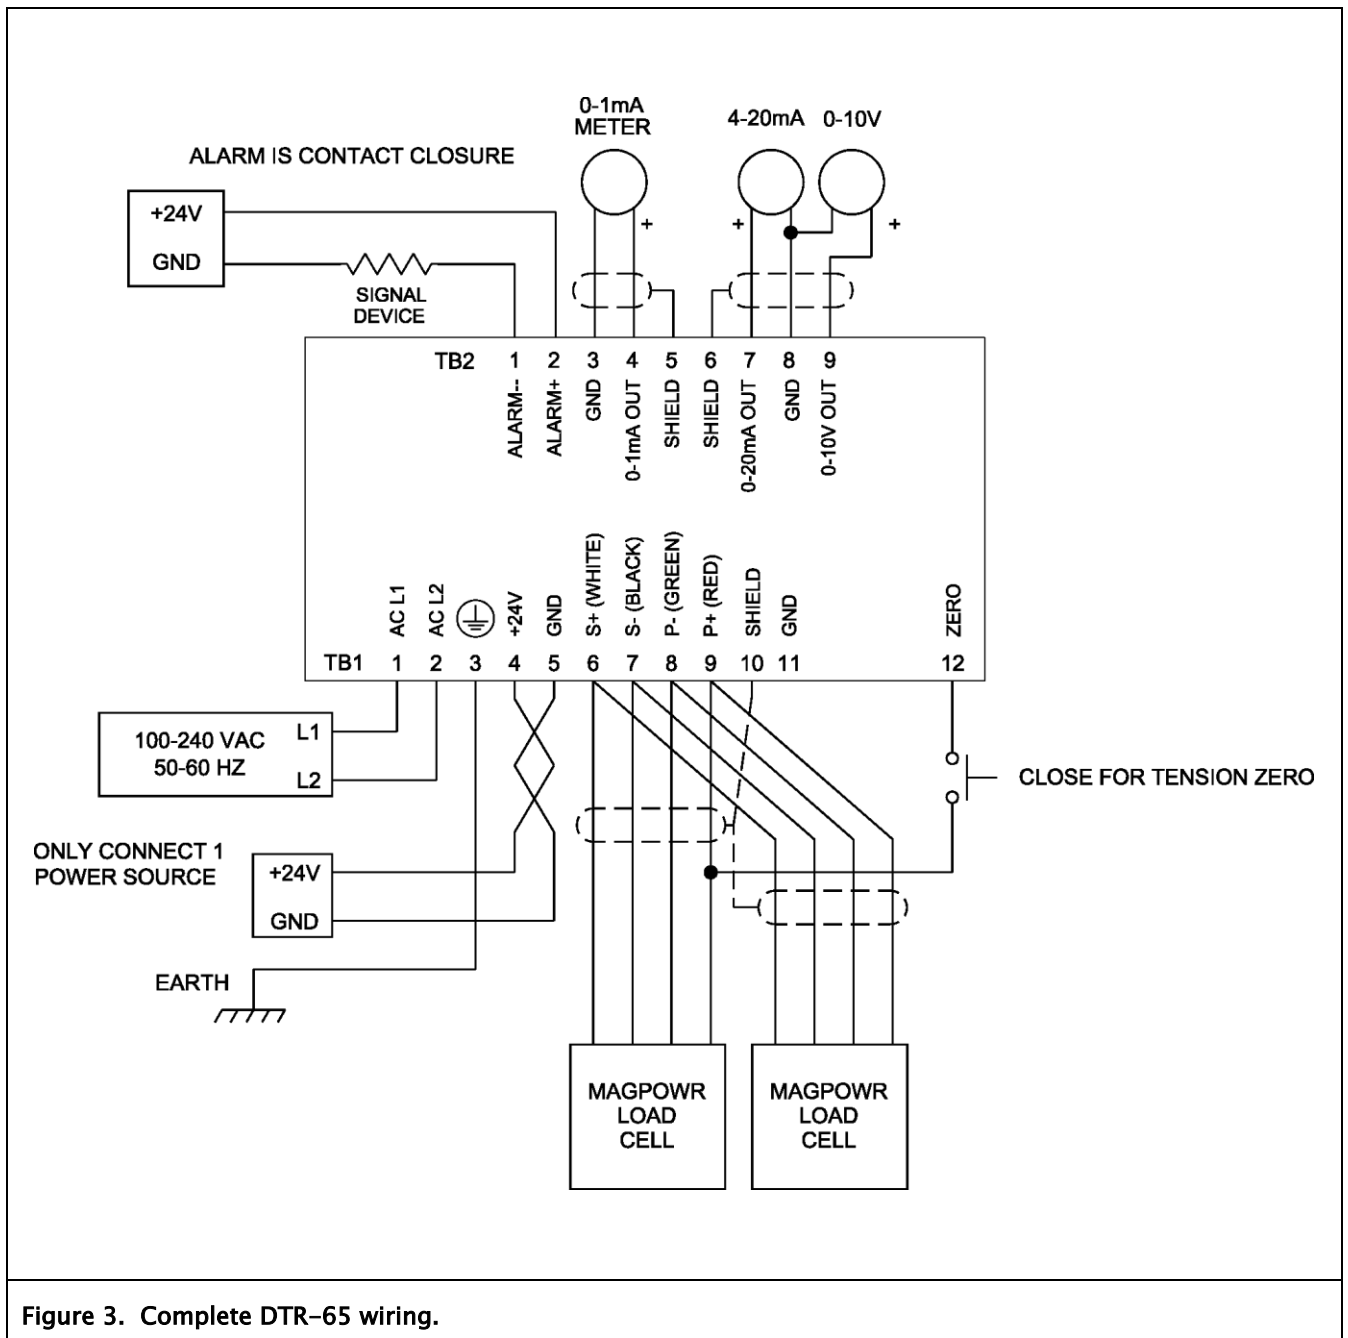 0-1mA
METER
4-20mA 0-10V
ALARM IS CONTACT CLOSURE
+24V
GND
SIGNAL
DEVICE
+
+
+
TB2 1 2 3 4 5 6 7 8 9
ALARM--
ALARM+
GND
0-1mA OUT
SHIELD
SHIELD
0-20mA OUT
GND
0-10V OUT
AC L1
AC L2
+24V
GND
S+ (WHITE)
S- (BLACK)
P- (GREEN)
P+ (RED)
SHIELD
GND
ZERO
TB1 1 2 3 4 5 6 7 8 9 10 11 12
100-240 VAC
50-60 HZ
L1
L2
CLOSE FOR TENSION ZERO
ONLY CONNECT 1
POWER SOURCE
+24V
GND
EARTH
MAGPOWR
LOAD
CELL
MAGPOWR
LOAD
CELL
Figure 3. Complete DTR-65 wiring.